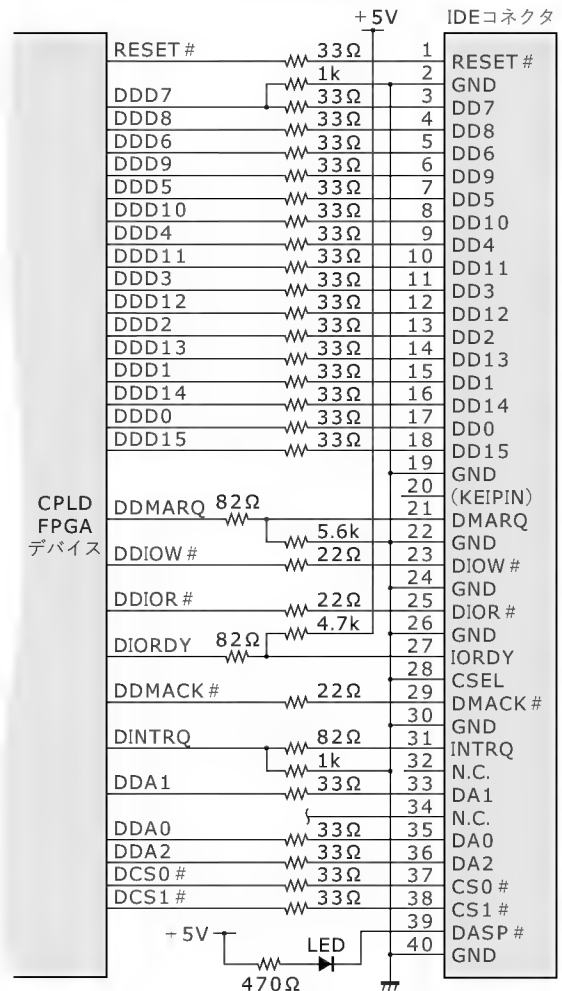 +5V
IDEコネクタ
RESET# 33Ω 1 RESET#
1k 2 GND
DDD7 33Ω 3 DD7
DDD8 33Ω 4 DD8
DDD6 33Ω 5 DD6
DDD9 33Ω 6 DD9
DDD5 33Ω 7 DD5
DDD10 33Ω 8 DD10
DDD4 33Ω 9 DD4
DDD11 33Ω 10 DD11
DDD3 33Ω 11 DD3
DDD12 33Ω 12 DD12
DDD2 33Ω 13 DD2
DDD13 33Ω 14 DD13
DDD1 33Ω 15 DD1
DDD14 33Ω 16 DD14
DDD0 33Ω 17 DD0
DDD15 33Ω 18 DD15
19 GND
20 (KEIPIN)
CPLD
FPGA
デバイス
DDMARQ 82Ω 21 DMARQ
5.6k 22 GND
DDIOW# 22Ω 23 DIOW#
24 GND
DDIOR# 22Ω 25 DIOR#
4.7k 26 GND
DIORDY 82Ω 27 IORDY
28 CSEL
DDMACK# 22Ω 29 DMACK#
30 GND
DINTRQ 82Ω 31 INTRQ
1k 32 N.C.
DDA1 33Ω 33 DA1
34 N.C.
DDA0 33Ω 35 DA0
DDA2 33Ω 36 DA2
DCS0# 33Ω 37 CS0#
DCS1# 33Ω 38 CS1#
+5V LED 39 DASP#
40 GND
470Ω